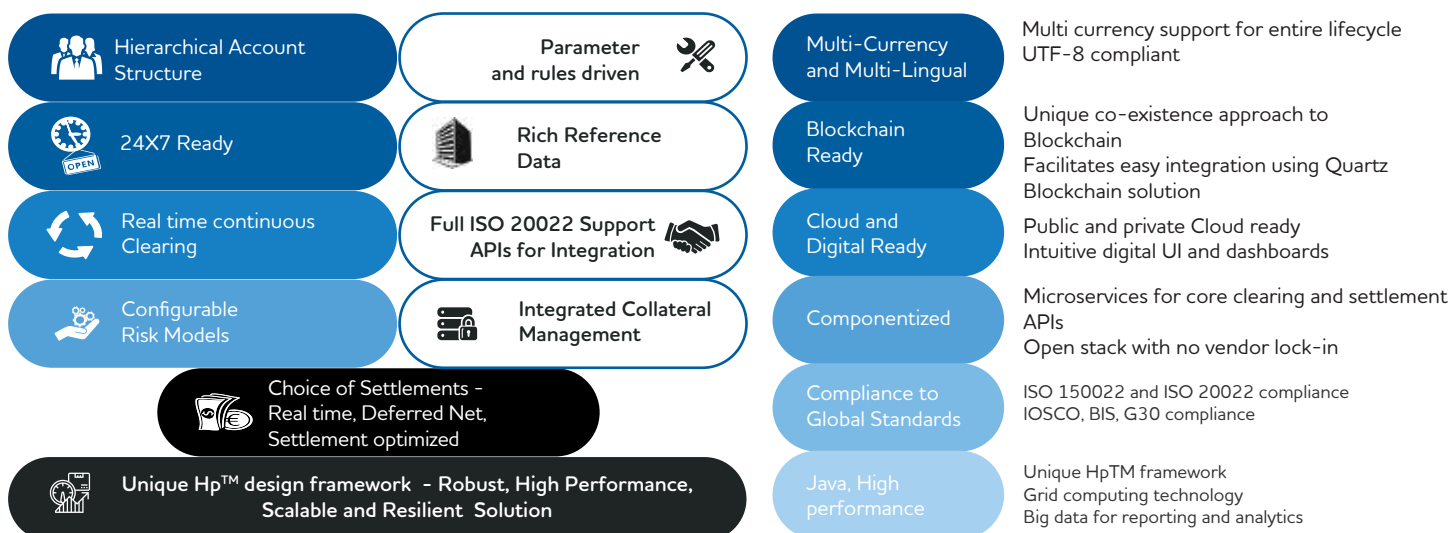 Hierarchical Account
Structure
Parameter
and rules driven
24X7 Ready
OPEN
Rich Reference
Data
Real time continuous
Clearing
Full ISO 20022 Support
APIs for Integration
Configurable
Risk Models
Integrated Collateral
Management
Choice of Settlements -
Real time, Deferred Net,
Settlement optimized
Unique Hp™ design framework - Robust, High Performance,
Scalable and Resilient Solution
Multi-Currency
and Multi-Lingual
Multi currency support for entire lifecycle
UTF-8 compliant
Blockchain
Ready
Unique co-existence approach to
Blockchain
Facilitates easy integration using Quartz
Blockchain solution
Cloud and
Digital Ready
Public and private Cloud ready
Intuitive digital UI and dashboards
Componentized
Microservices for core clearing and settlement
APIs
Open stack with no vendor lock-in
Compliance to
Global Standards
ISO 150022 and ISO 20022 compliance
IOSCO, BIS, G30 compliance
Java, High
performance
Unique HpTM framework
Grid computing technology
Big data for reporting and analytics